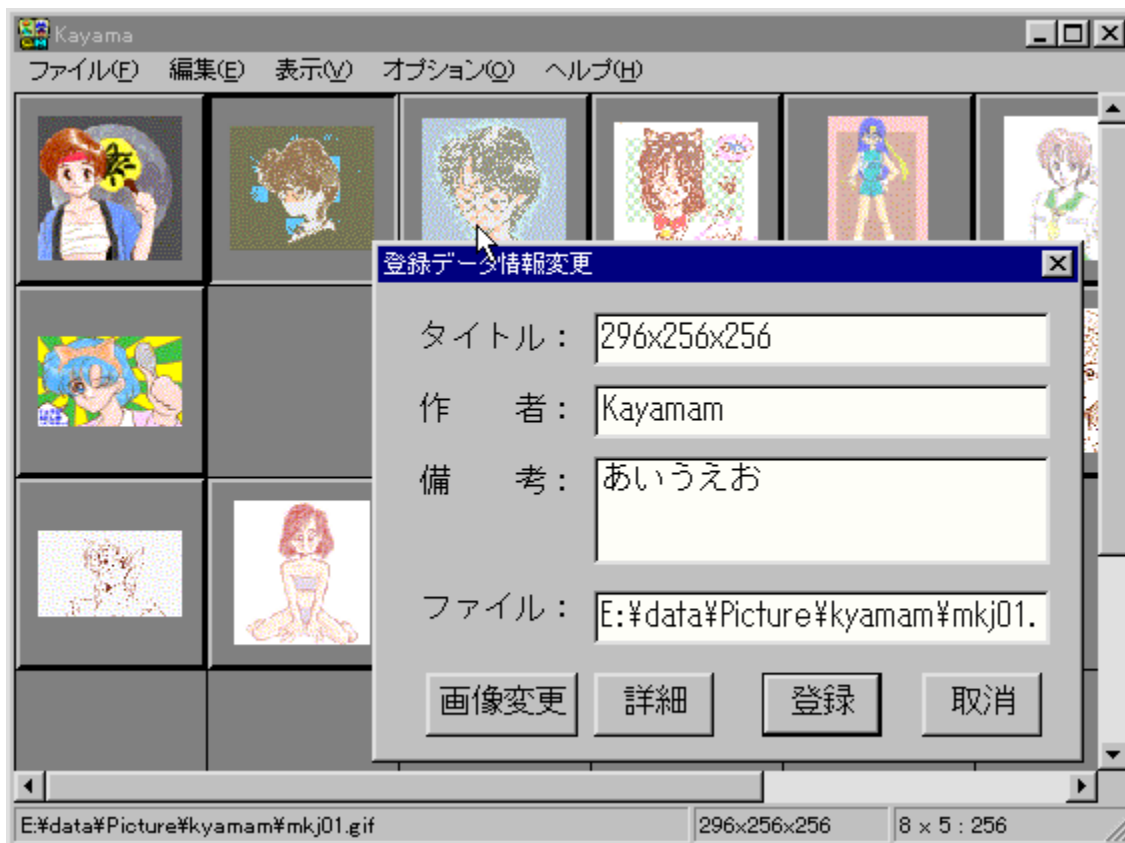 Kayama
ファイル(F) 編集(E) 表示(V) オプション(O) ヘルプ(H)
登録データ情報変更
タイトル： 296x256x256
作　者： Kayamam
備　考： あいうえお
ファイル： E:¥data¥Picture¥kyamam¥mkj01.
画像変更 詳細 登録 取消
E:¥data¥Picture¥kyamam¥mkj01.gif 296x256x256 8 x 5 : 256